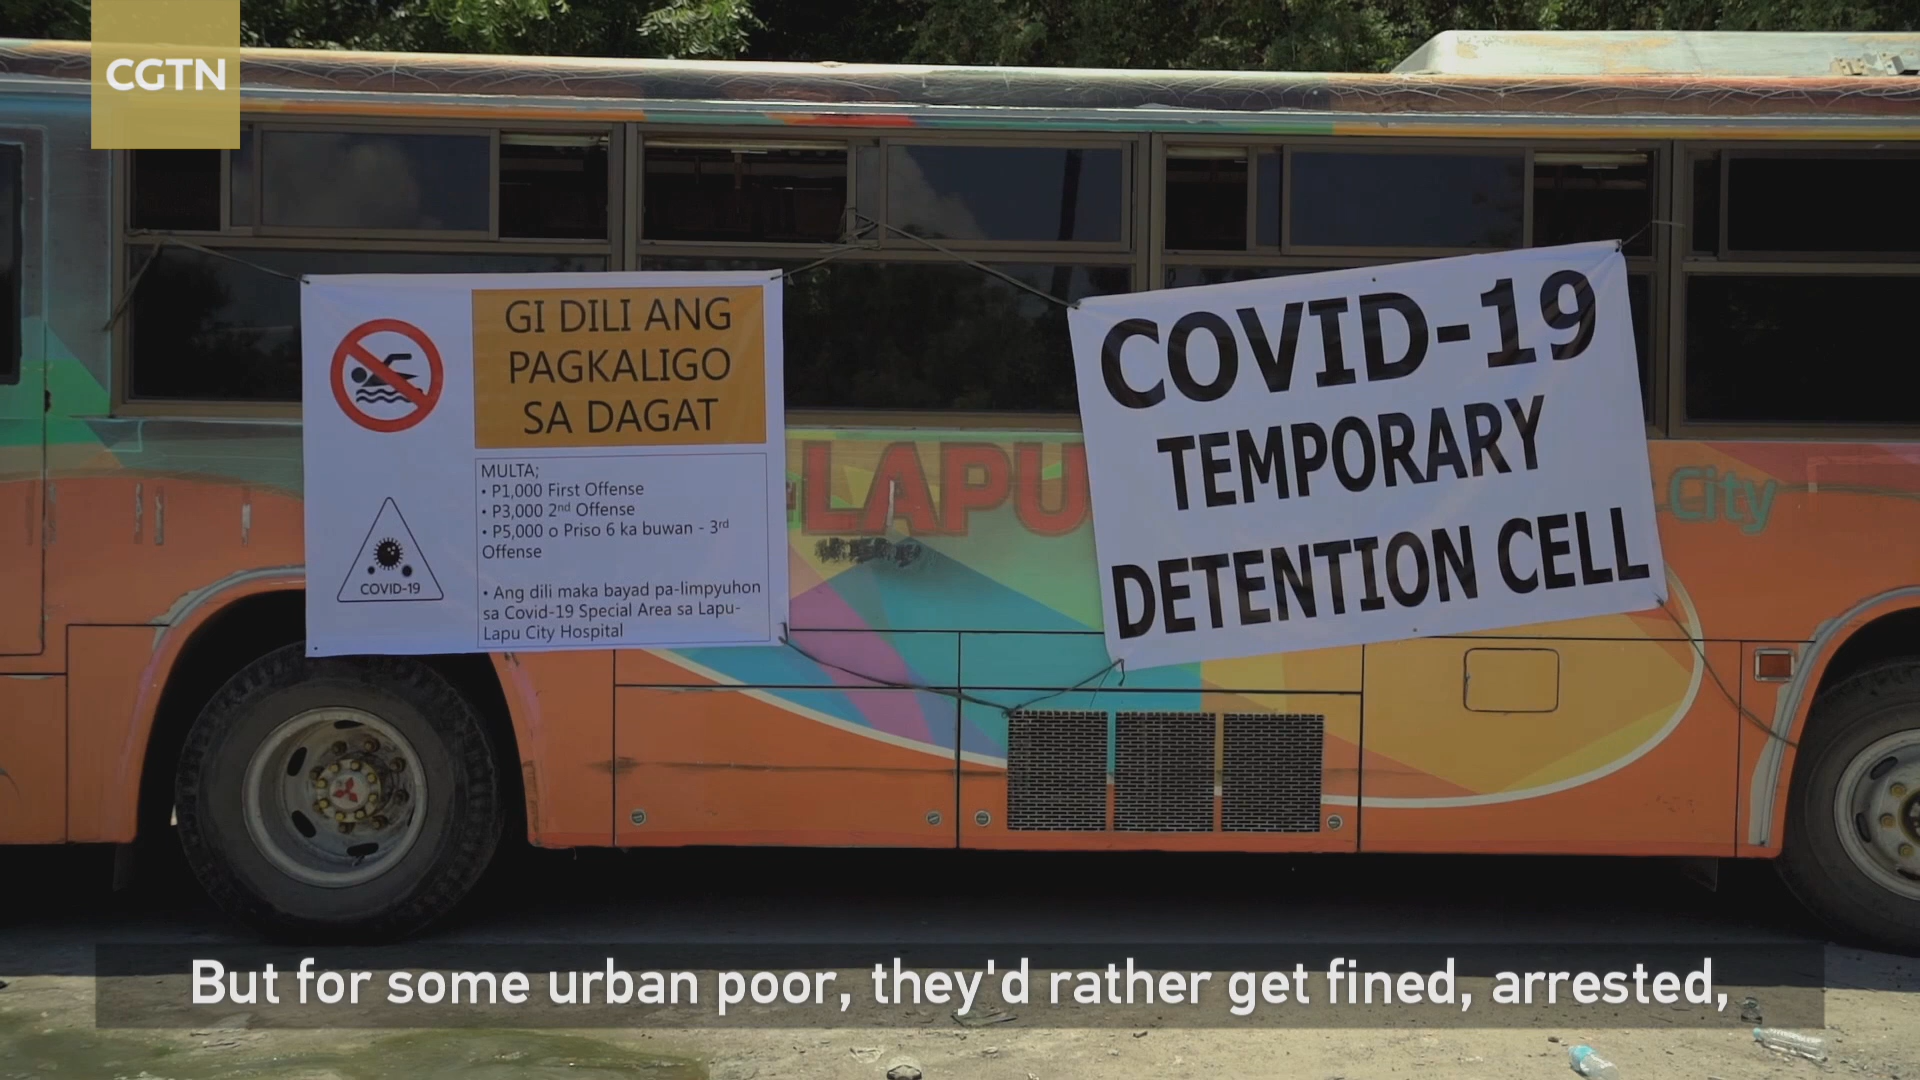 CGTN
GI DILI ANG
PAGKALIGO
SA DAGAT
MULTA;
• P1,000 First Offense
• P3,000 2nd Offense
• P5,000 o Priso 6 ka buwan - 3rd
Offense
• Ang dili maka bayad pa-limpyuhon
sa Covid-19 Special Area sa Lapu-
Lapu City Hospital
COVID-19
COVID-19
TEMPORARY
DETENTION CELL
LAPU
City
But for some urban poor, they'd rather get fined, arrested,